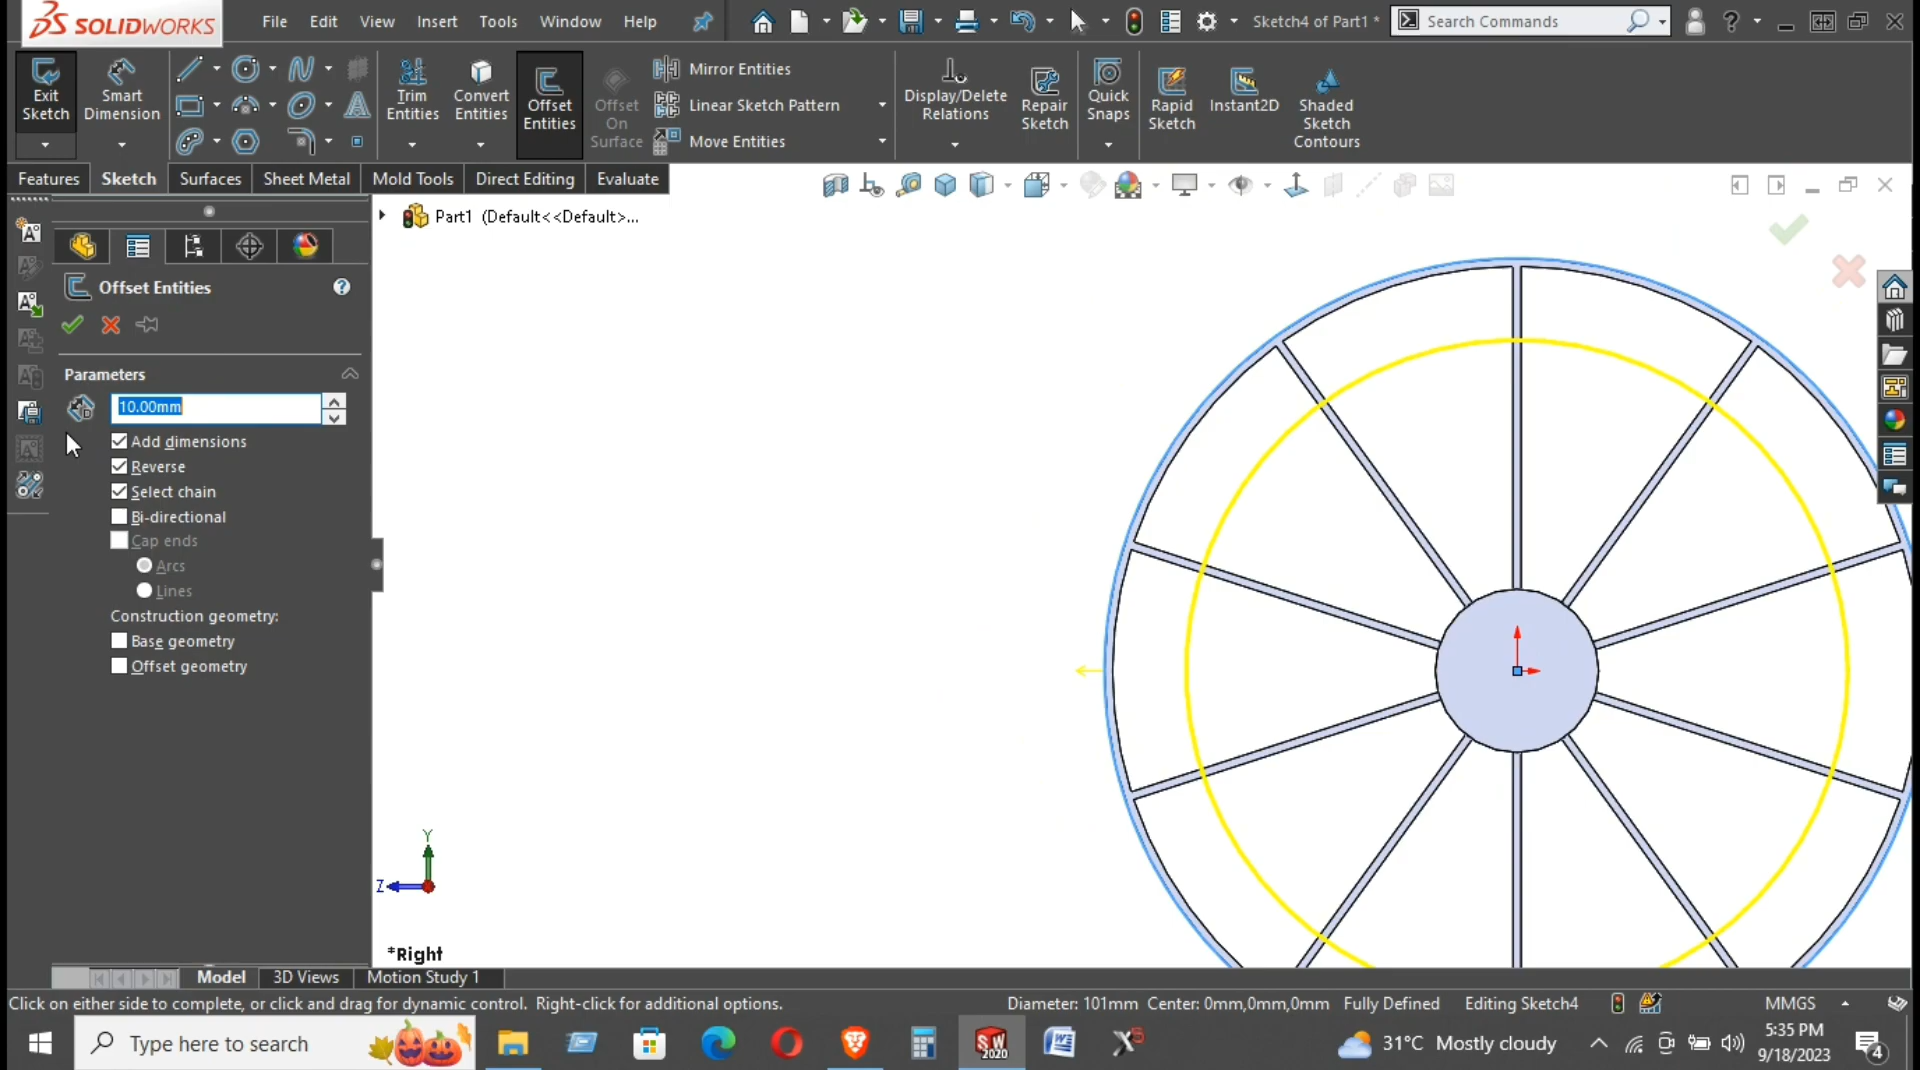 SOLIDWORKS
File Edit View Insert Tools Window Help
Sketch4 of Part1 *
Search Commands
Exit Sketch
Smart Dimension
Trim Entities
Convert Entities
Offset Entities
Offset On Surface
Mirror Entities
Linear Sketch Pattern
Move Entities
Display/Delete Relations
Repair Sketch
Quick Snaps
Rapid Sketch
Instant2D
Shaded Sketch Contours
Features Sketch Surfaces Sheet Metal Mold Tools Direct Editing Evaluate
Part1 (Default<<Default>...
Offset Entities
Parameters
10.00mm
Add dimensions
Reverse
Select chain
Bi-directional
Cap ends
Arcs
Lines
Construction geometry:
Base geometry
Offset geometry
Y
Z
*Right
Model 3D Views Motion Study 1
Click on either side to complete, or click and drag for dynamic control. Right-click for additional options.
Diameter: 101mm Center: 0mm,0mm,0mm Fully Defined Editing Sketch4 MMGS
Type here to search
SW 2020
31°C Mostly cloudy
5:35 PM
9/18/2023
4